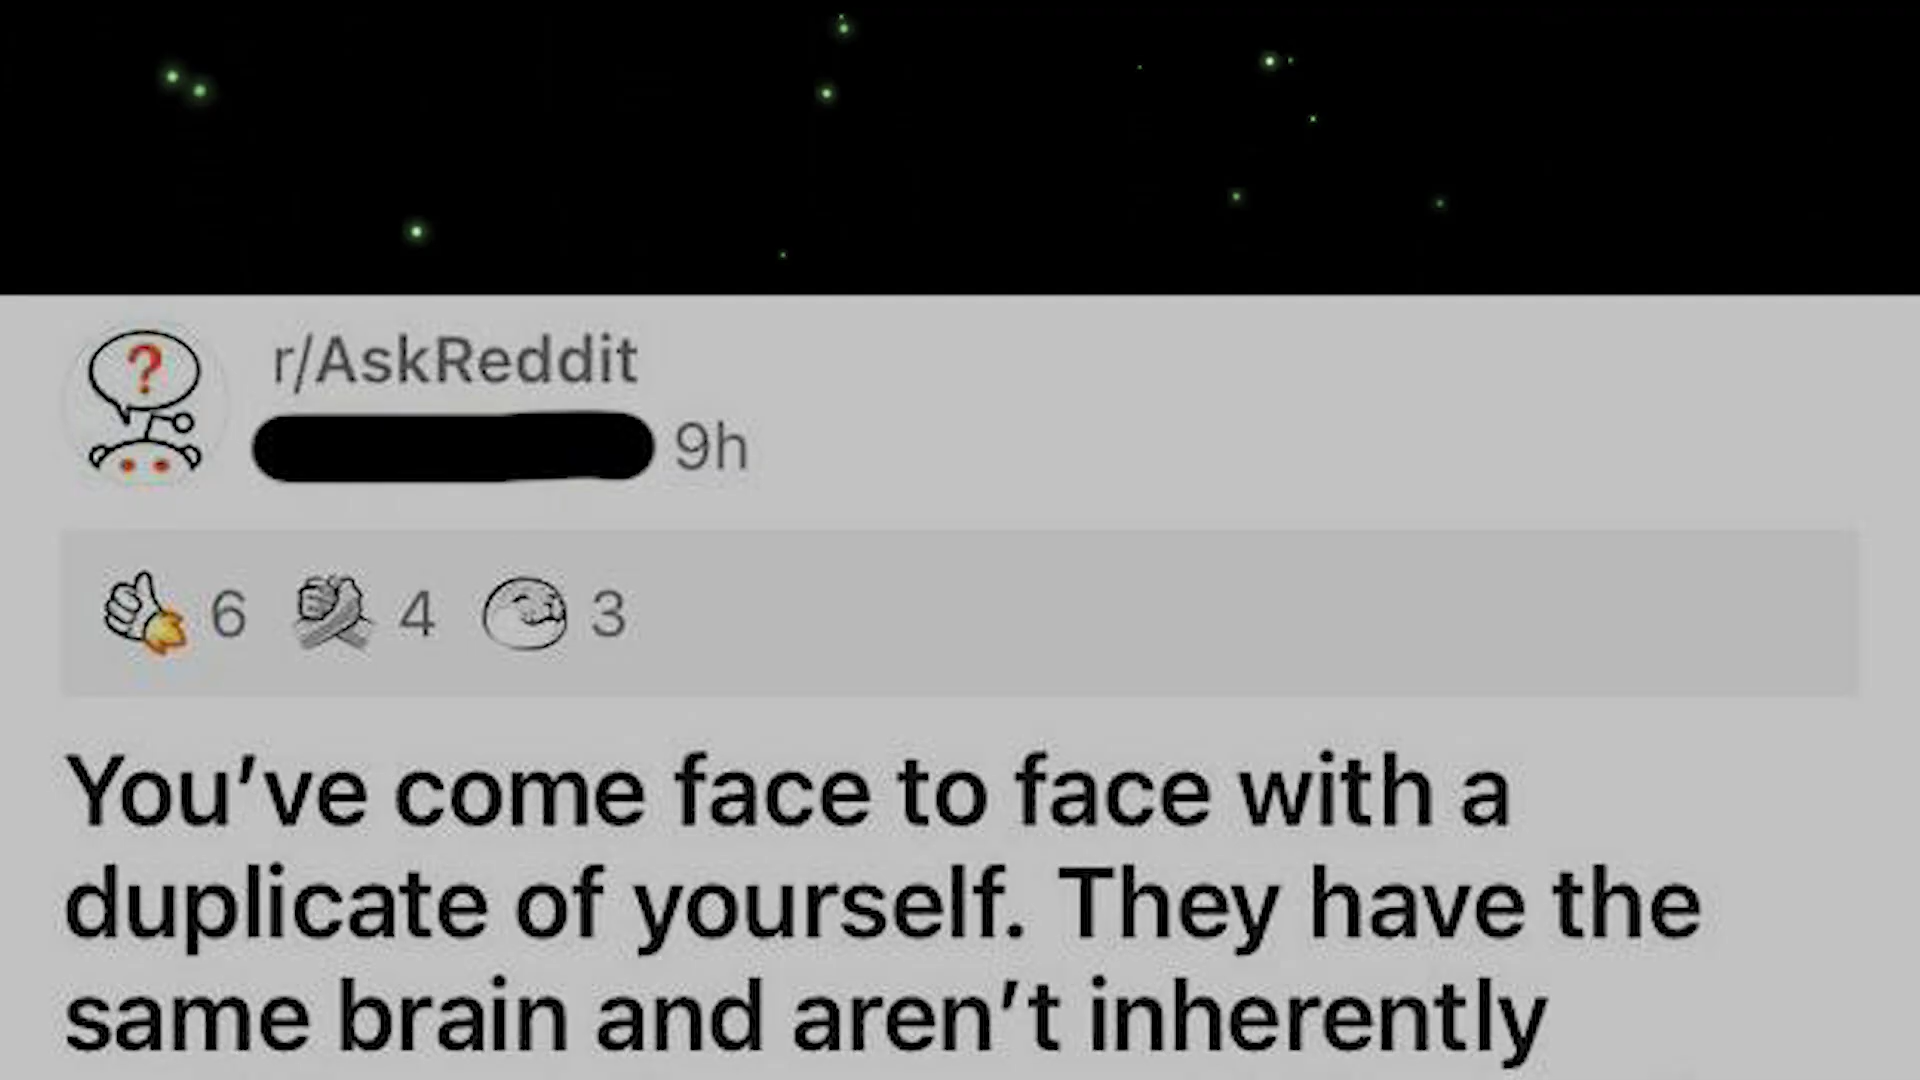 r/AskReddit
9h
6 4 3
You’ve come face to face with a
duplicate of yourself. They have the
same brain and aren’t inherently